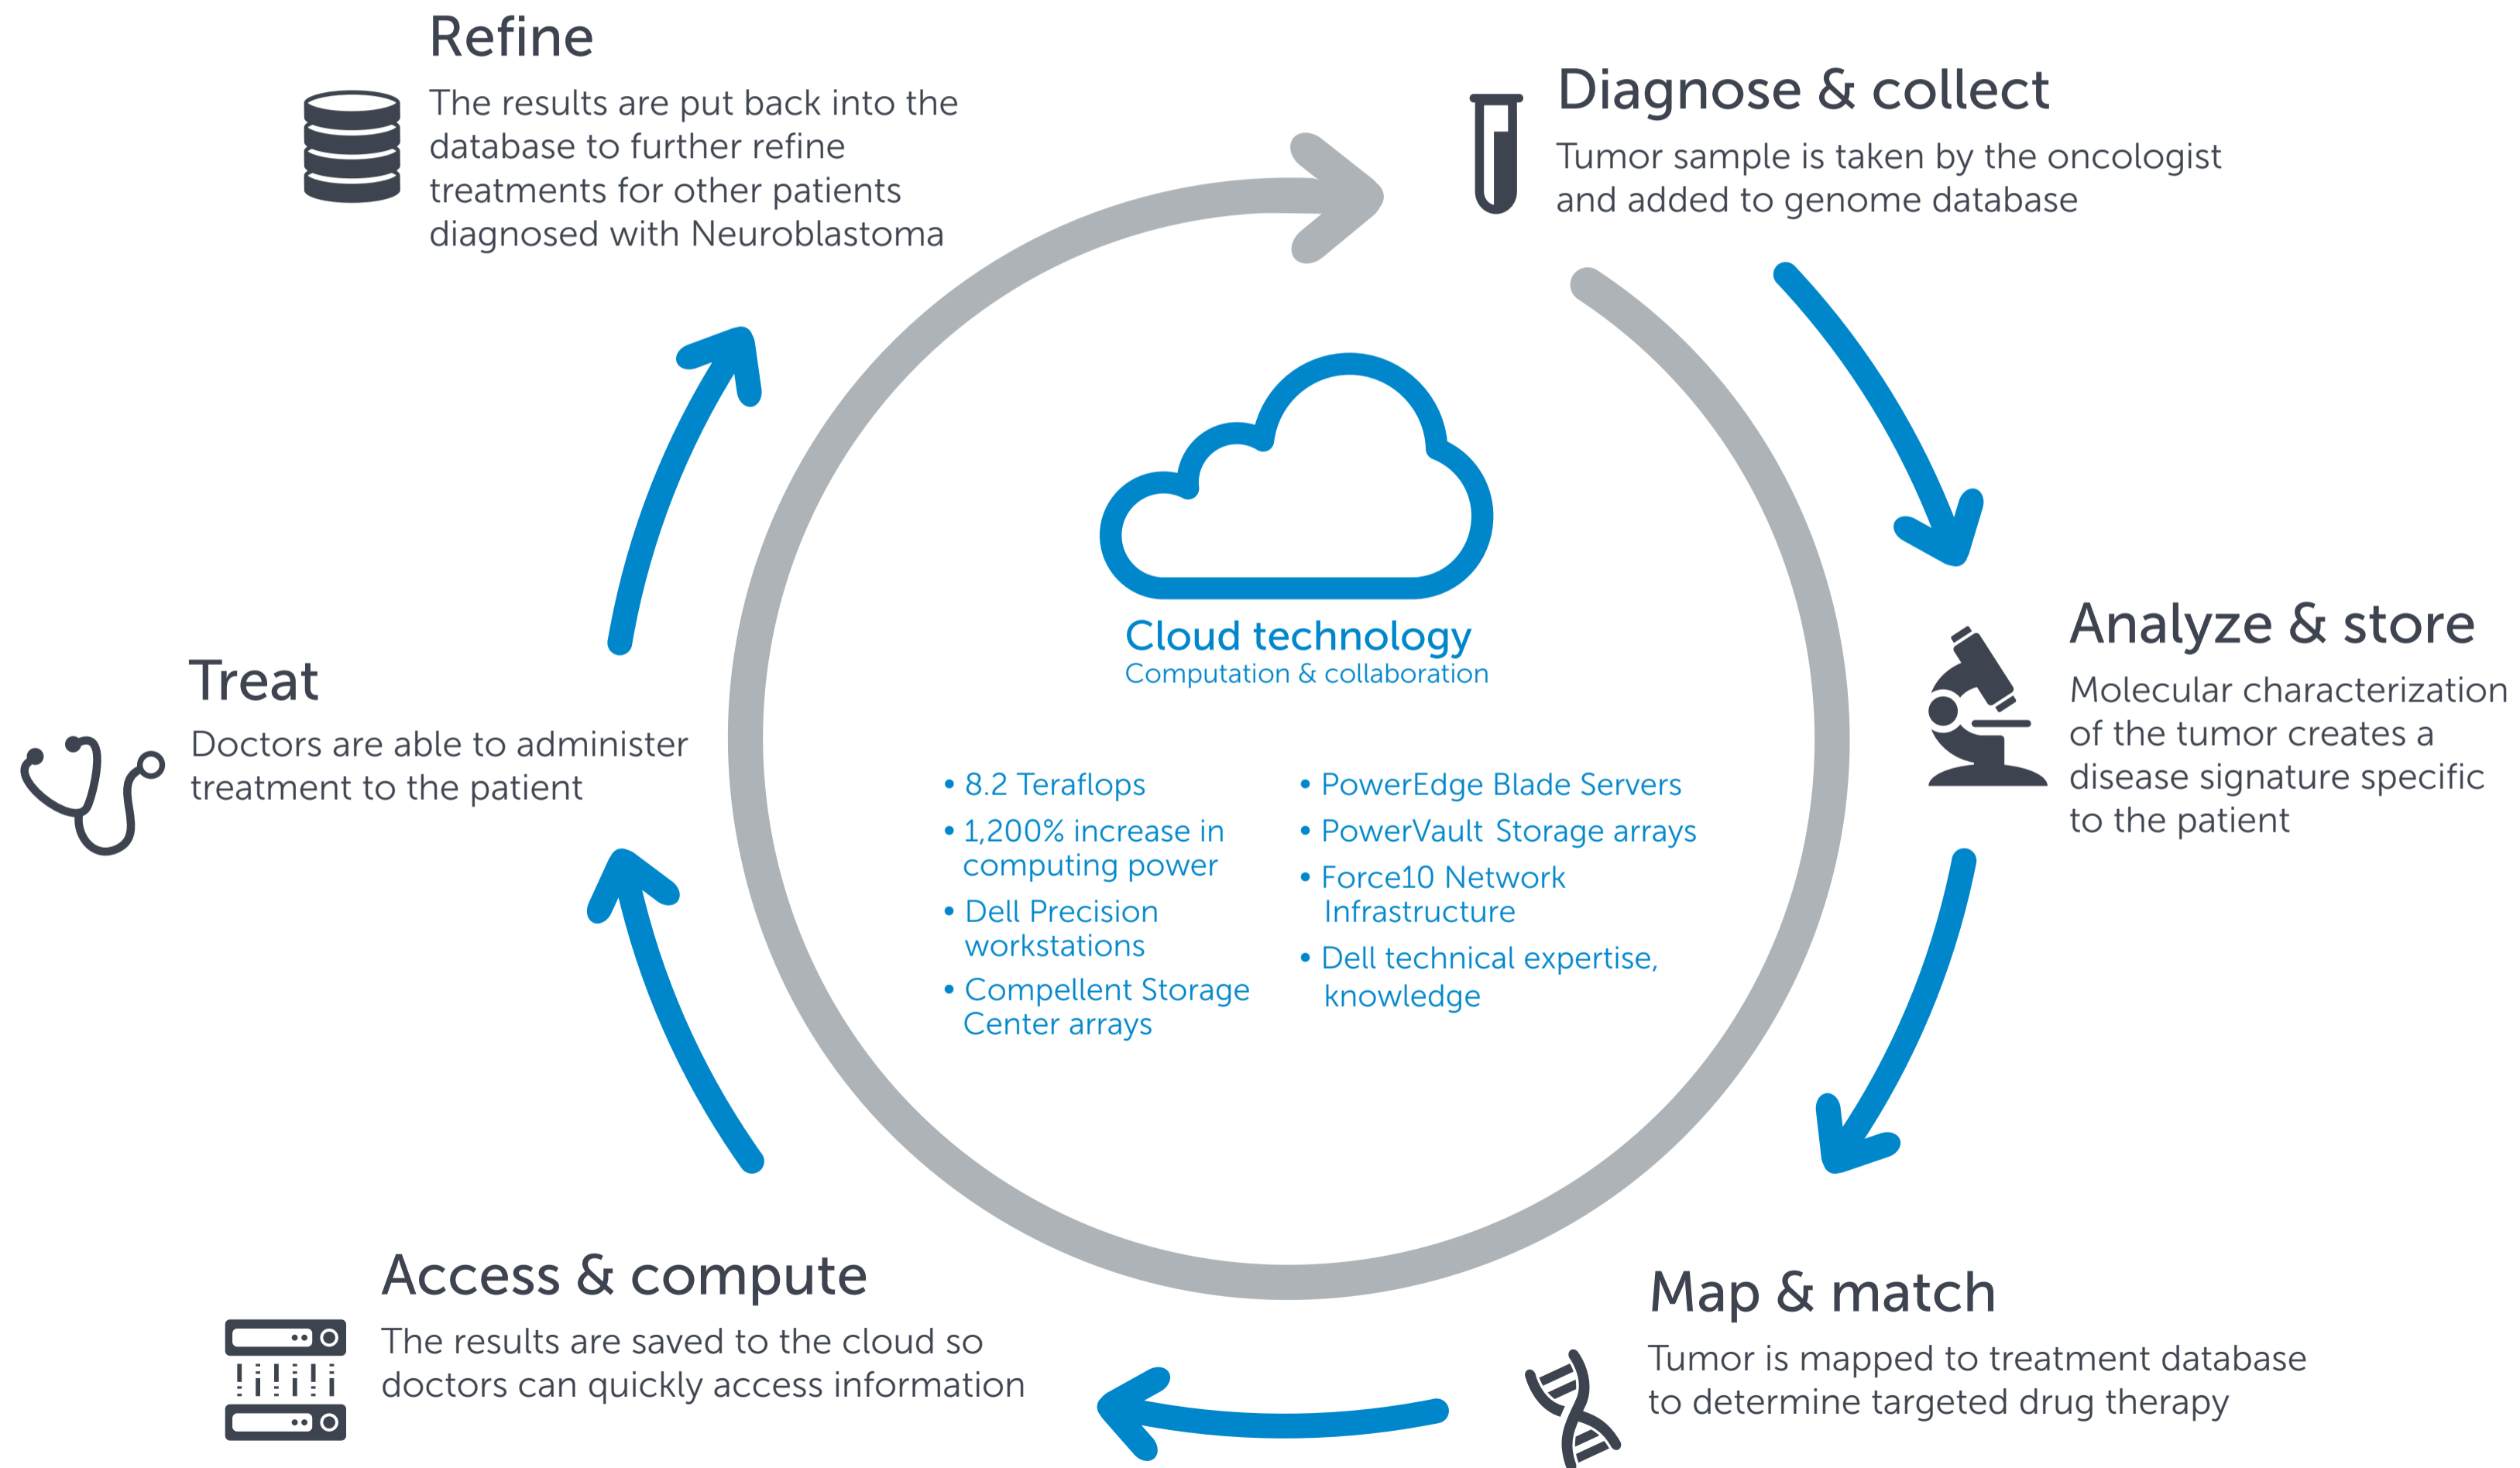 Refine
The results are put back into the
database to further refine
treatments for other patients
diagnosed with Neuroblastoma
Diagnose & collect
Tumor sample is taken by the oncologist
and added to genome database
Analyze & store
Molecular characterization
of the tumor creates a
disease signature specific
to the patient
Map & match
Tumor is mapped to treatment database
to determine targeted drug therapy
Access & compute
The results are saved to the cloud so
doctors can quickly access information
Treat
Doctors are able to administer
treatment to the patient
Cloud technology
Computation & collaboration
• 8.2 Teraflops
• 1,200% increase in
computing power
• Dell Precision
workstations
• Compellent Storage
Center arrays
• PowerEdge Blade Servers
• PowerVault Storage arrays
• Force10 Network
Infrastructure
• Dell technical expertise,
knowledge